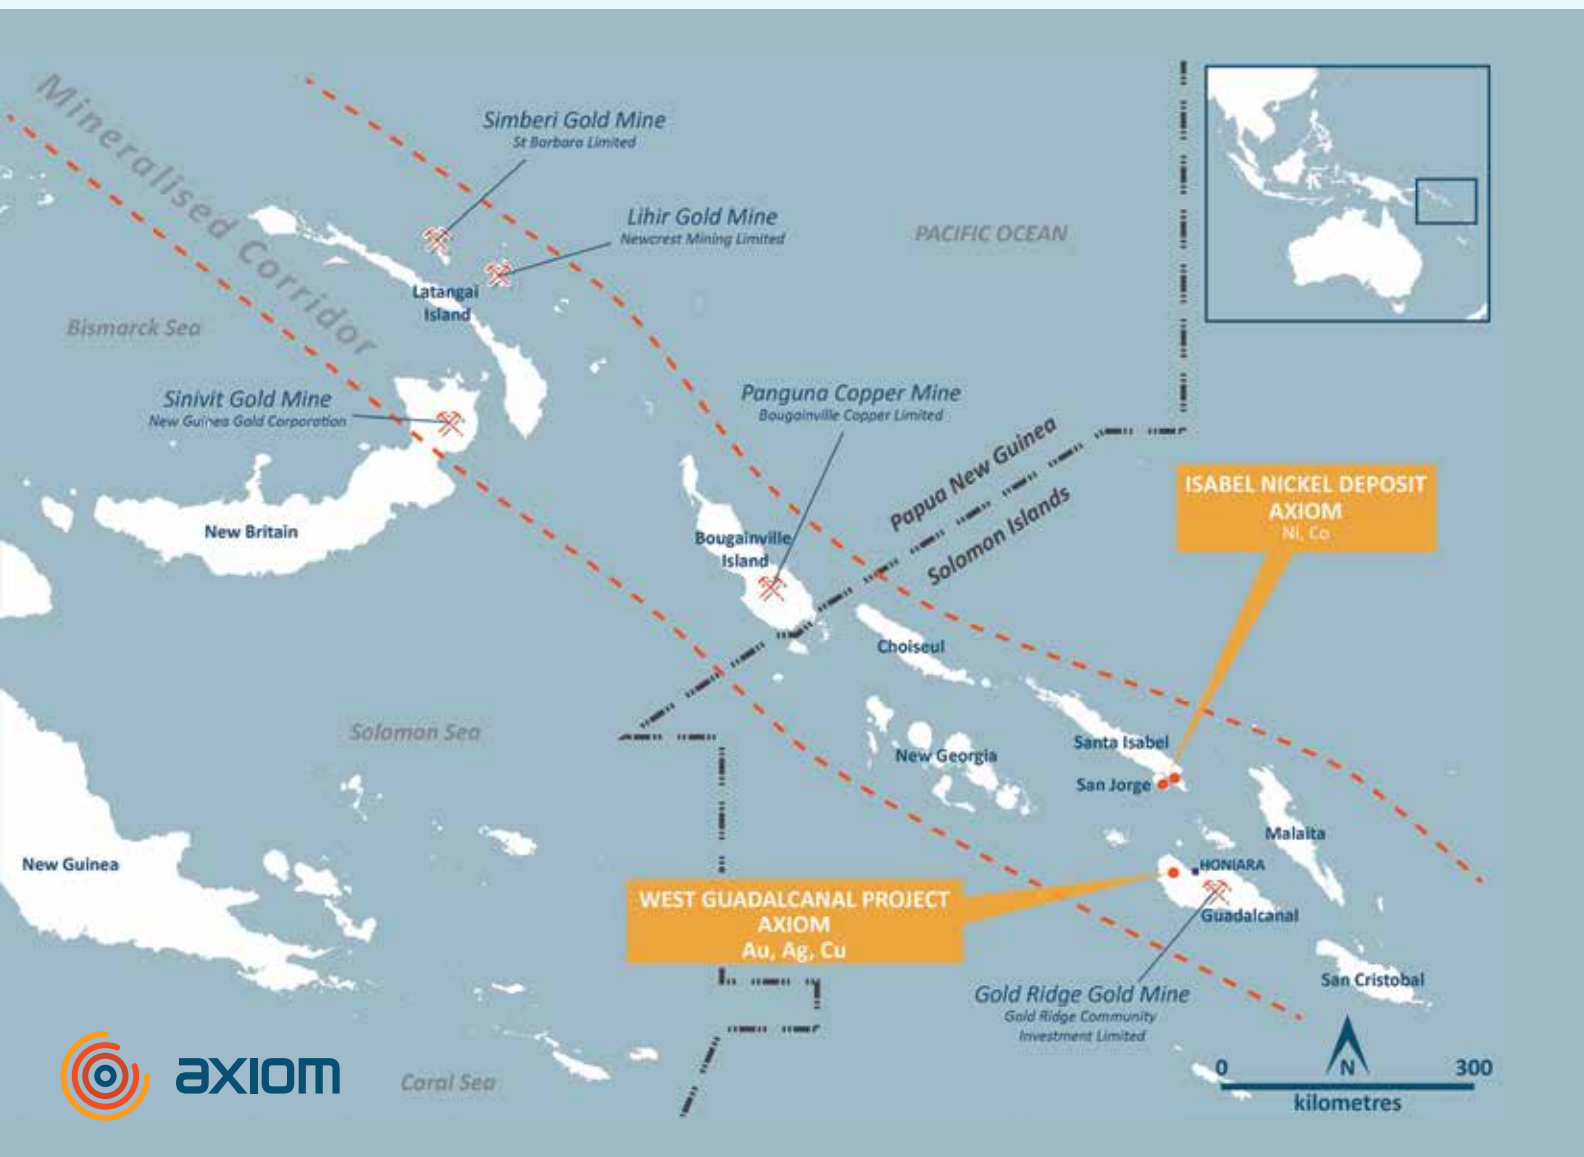 Mineralised Corridor
Simberi Gold Mine
St Barbara Limited
Lihir Gold Mine
Newcrest Mining Limited
PACIFIC OCEAN
Latangai
Island
Bismarck Sea
Sinivit Gold Mine
New Guinea Gold Corporation
Panguna Copper Mine
Bougainville Copper Limited
Papua New Guinea
Solomon Islands
ISABEL NICKEL DEPOSIT
AXIOM
Ni, Co
New Britain
Bougainville
Island
Choiseul
Solomon Sea
New Georgia
Santa Isabel
San Jorge
Malaita
New Guinea
HONIARA
WEST GUADALCANAL PROJECT
AXIOM
Au, Ag, Cu
Guadalcanal
San Cristobal
Gold Ridge Gold Mine
Gold Ridge Community
Investment Limited
axiom
Coral Sea
0
N
300
kilometres